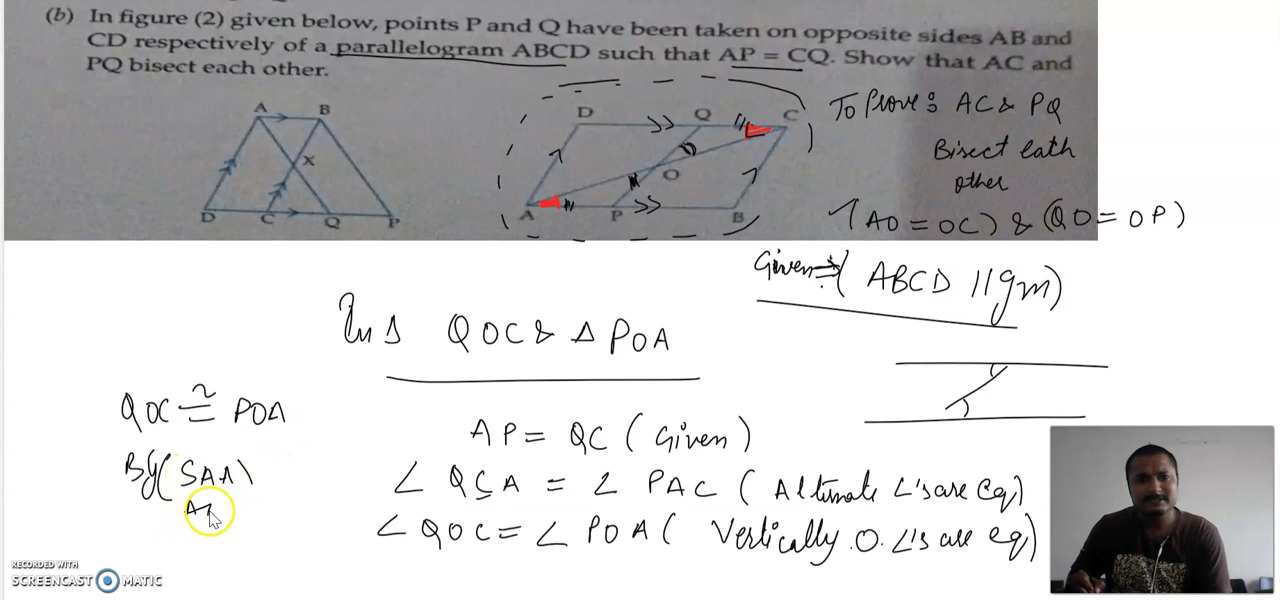 (b) In figure (2) given below, points P and Q have been taken on opposite sides AB and
CD respectively of a parallelogram ABCD such that AP = CQ. Show that AC and
PQ bisect each other.
A B
X
D C Q P
D Q C
O
A P B
To Prove : AC & PQ
Bisect Each
other
(AO = OC) & (QO = OP)
Given ⇒ ( ABCD ||gm)
In Δ QOC & Δ POA
QOC ≅ POA
By (SAA)
AP = QC (Given)
∠ QCA = ∠ PAC ( Alternate ∠'s are Eq)
∠ QOC = ∠ POA ( Vertically O. ∠'s are eq)
RECORDED WITH
SCREENCAST O MATIC